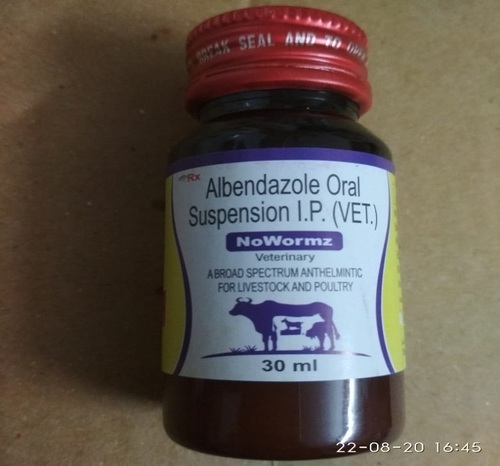 BREAK SEAL AND TO OPEN
Rx
Albendazole Oral
Suspension I.P. (VET.)
NoWormz
Veterinary
A BROAD SPECTRUM ANTHELMINTIC
FOR LIVESTOCK AND POULTRY
30 ml
22-08-20 16:45